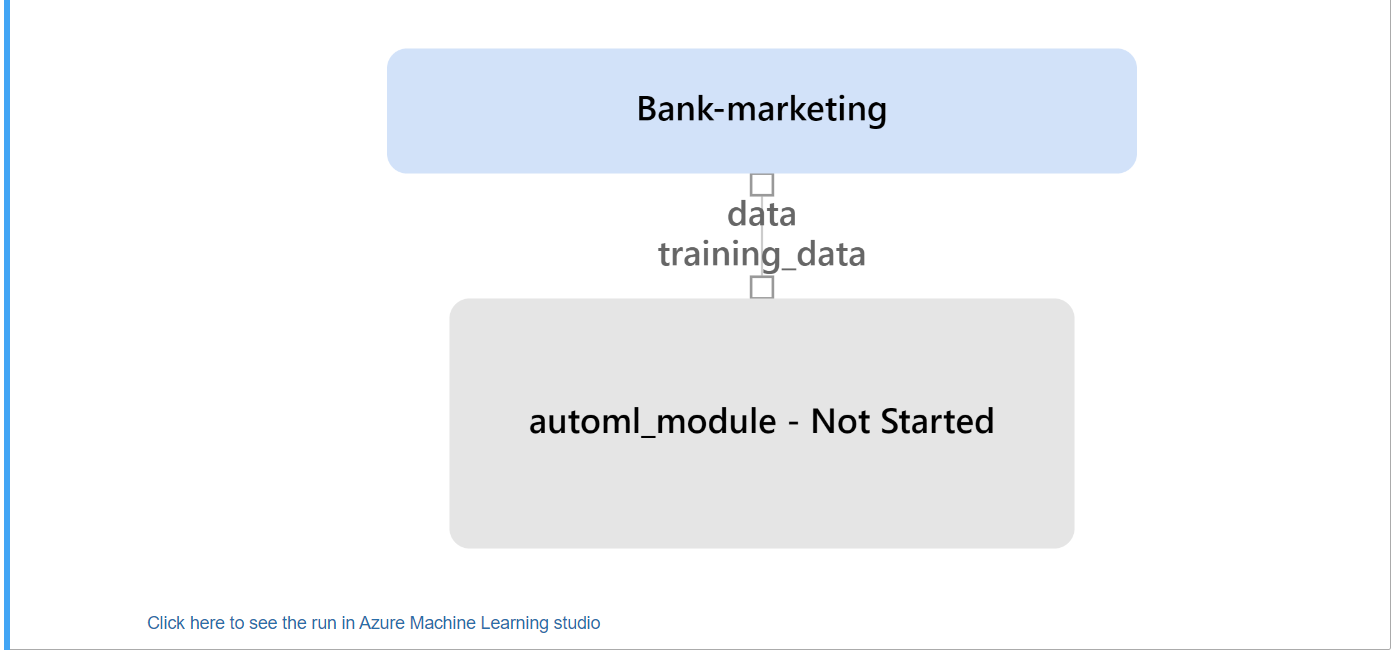 Bank-marketing
data
training_data
automl_module - Not Started
Click here to see the run in Azure Machine Learning studio